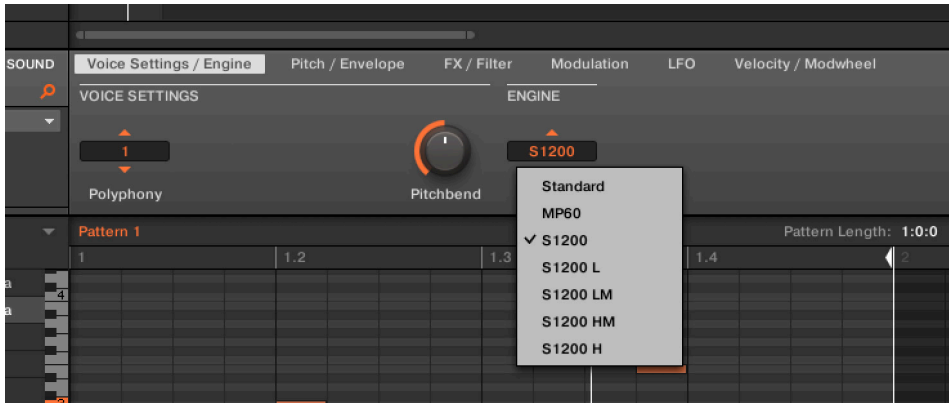 SOUND
Voice Settings / Engine Pitch / Envelope FX / Filter Modulation LFO Velocity / Modwheel
VOICE SETTINGS ENGINE
1 S1200
Polyphony Pitchbend
Standard
MP60
S1200
S1200 L
S1200 LM
S1200 HM
S1200 H
Pattern 1 Pattern Length: 1:0:0
1 1.2 1.3 1.4 2
a
4
a
3